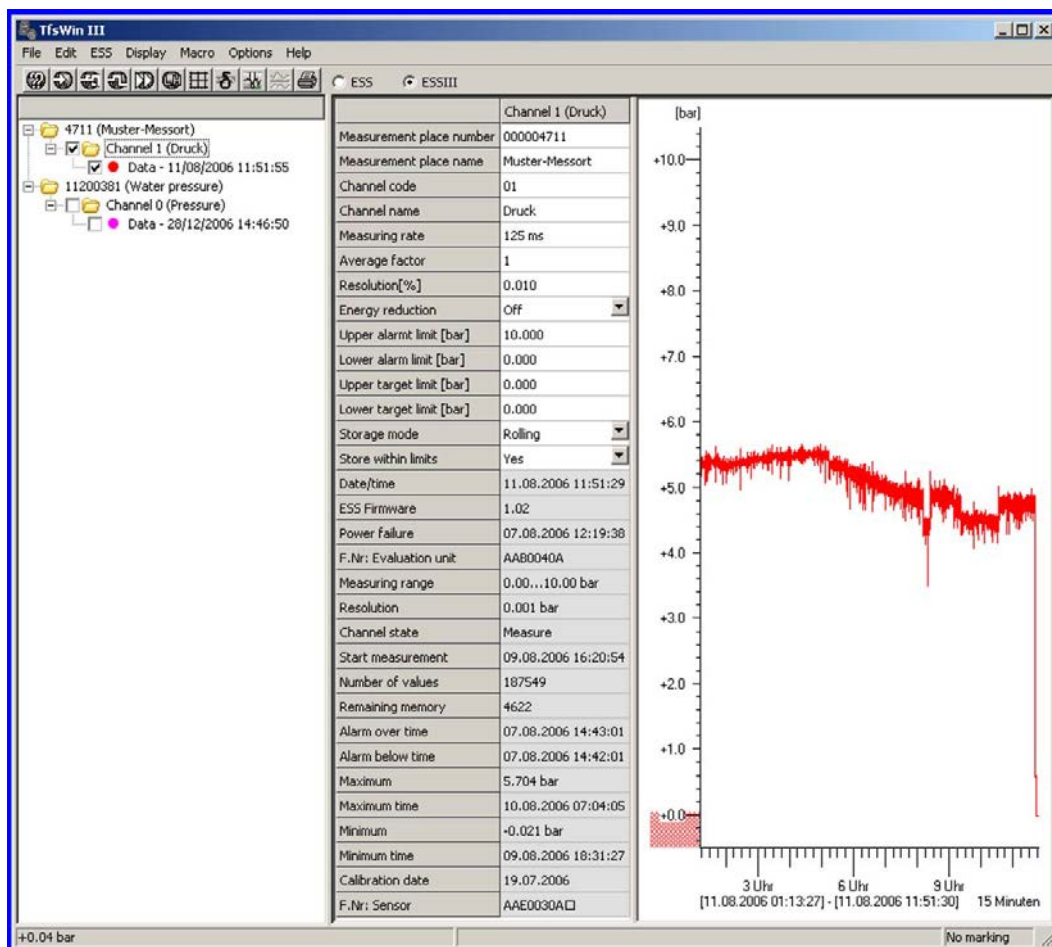 TfsWin III
File Edit ESS Display Macro Options Help
ESS ESSIII
4711 (Muster-Messort)
Channel 1 (Druck)
Data - 11/08/2006 11:51:55
11200381 (Water pressure)
Channel 0 (Pressure)
Data - 28/12/2006 14:46:50
Channel 1 (Druck)
Measurement place number 000004711
Measurement place name Muster-Messort
Channel code 01
Channel name Druck
Measuring rate 125 ms
Average factor 1
Resolution[%] 0.010
Energy reduction Off
Upper alarmt limit [bar] 10.000
Lower alarm limit [bar] 0.000
Upper target limit [bar] 0.000
Lower target limit [bar] 0.000
Storage mode Rolling
Store within limits Yes
Date/time 11.08.2006 11:51:29
ESS Firmware 1.02
Power failure 07.08.2006 12:19:38
F.Nr: Evaluation unit AAB0040A
Measuring range 0.00...10.00 bar
Resolution 0.001 bar
Channel state Measure
Start measurement 09.08.2006 16:20:54
Number of values 187549
Remaining memory 4622
Alarm over time 07.08.2006 14:43:01
Alarm below time 07.08.2006 14:42:01
Maximum 5.704 bar
Maximum time 10.08.2006 07:04:05
Minimum -0.021 bar
Minimum time 09.08.2006 18:31:27
Calibration date 19.07.2006
F.Nr: Sensor AAE0030A□
[bar]
+10.0
+9.0
+8.0
+7.0
+6.0
+5.0
+4.0
+3.0
+2.0
+1.0
+0.0
3 Uhr 6 Uhr 9 Uhr
[11.08.2006 01:13:27] - [11.08.2006 11:51:30] 15 Minuten
+0.04 bar No marking